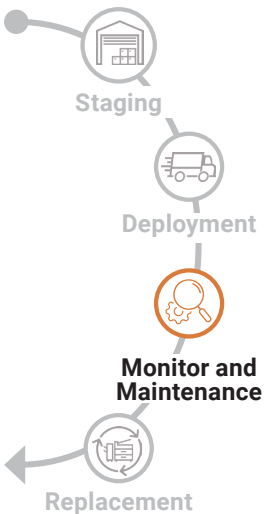 Staging
Deployment
Monitor and
Maintenance
Replacement